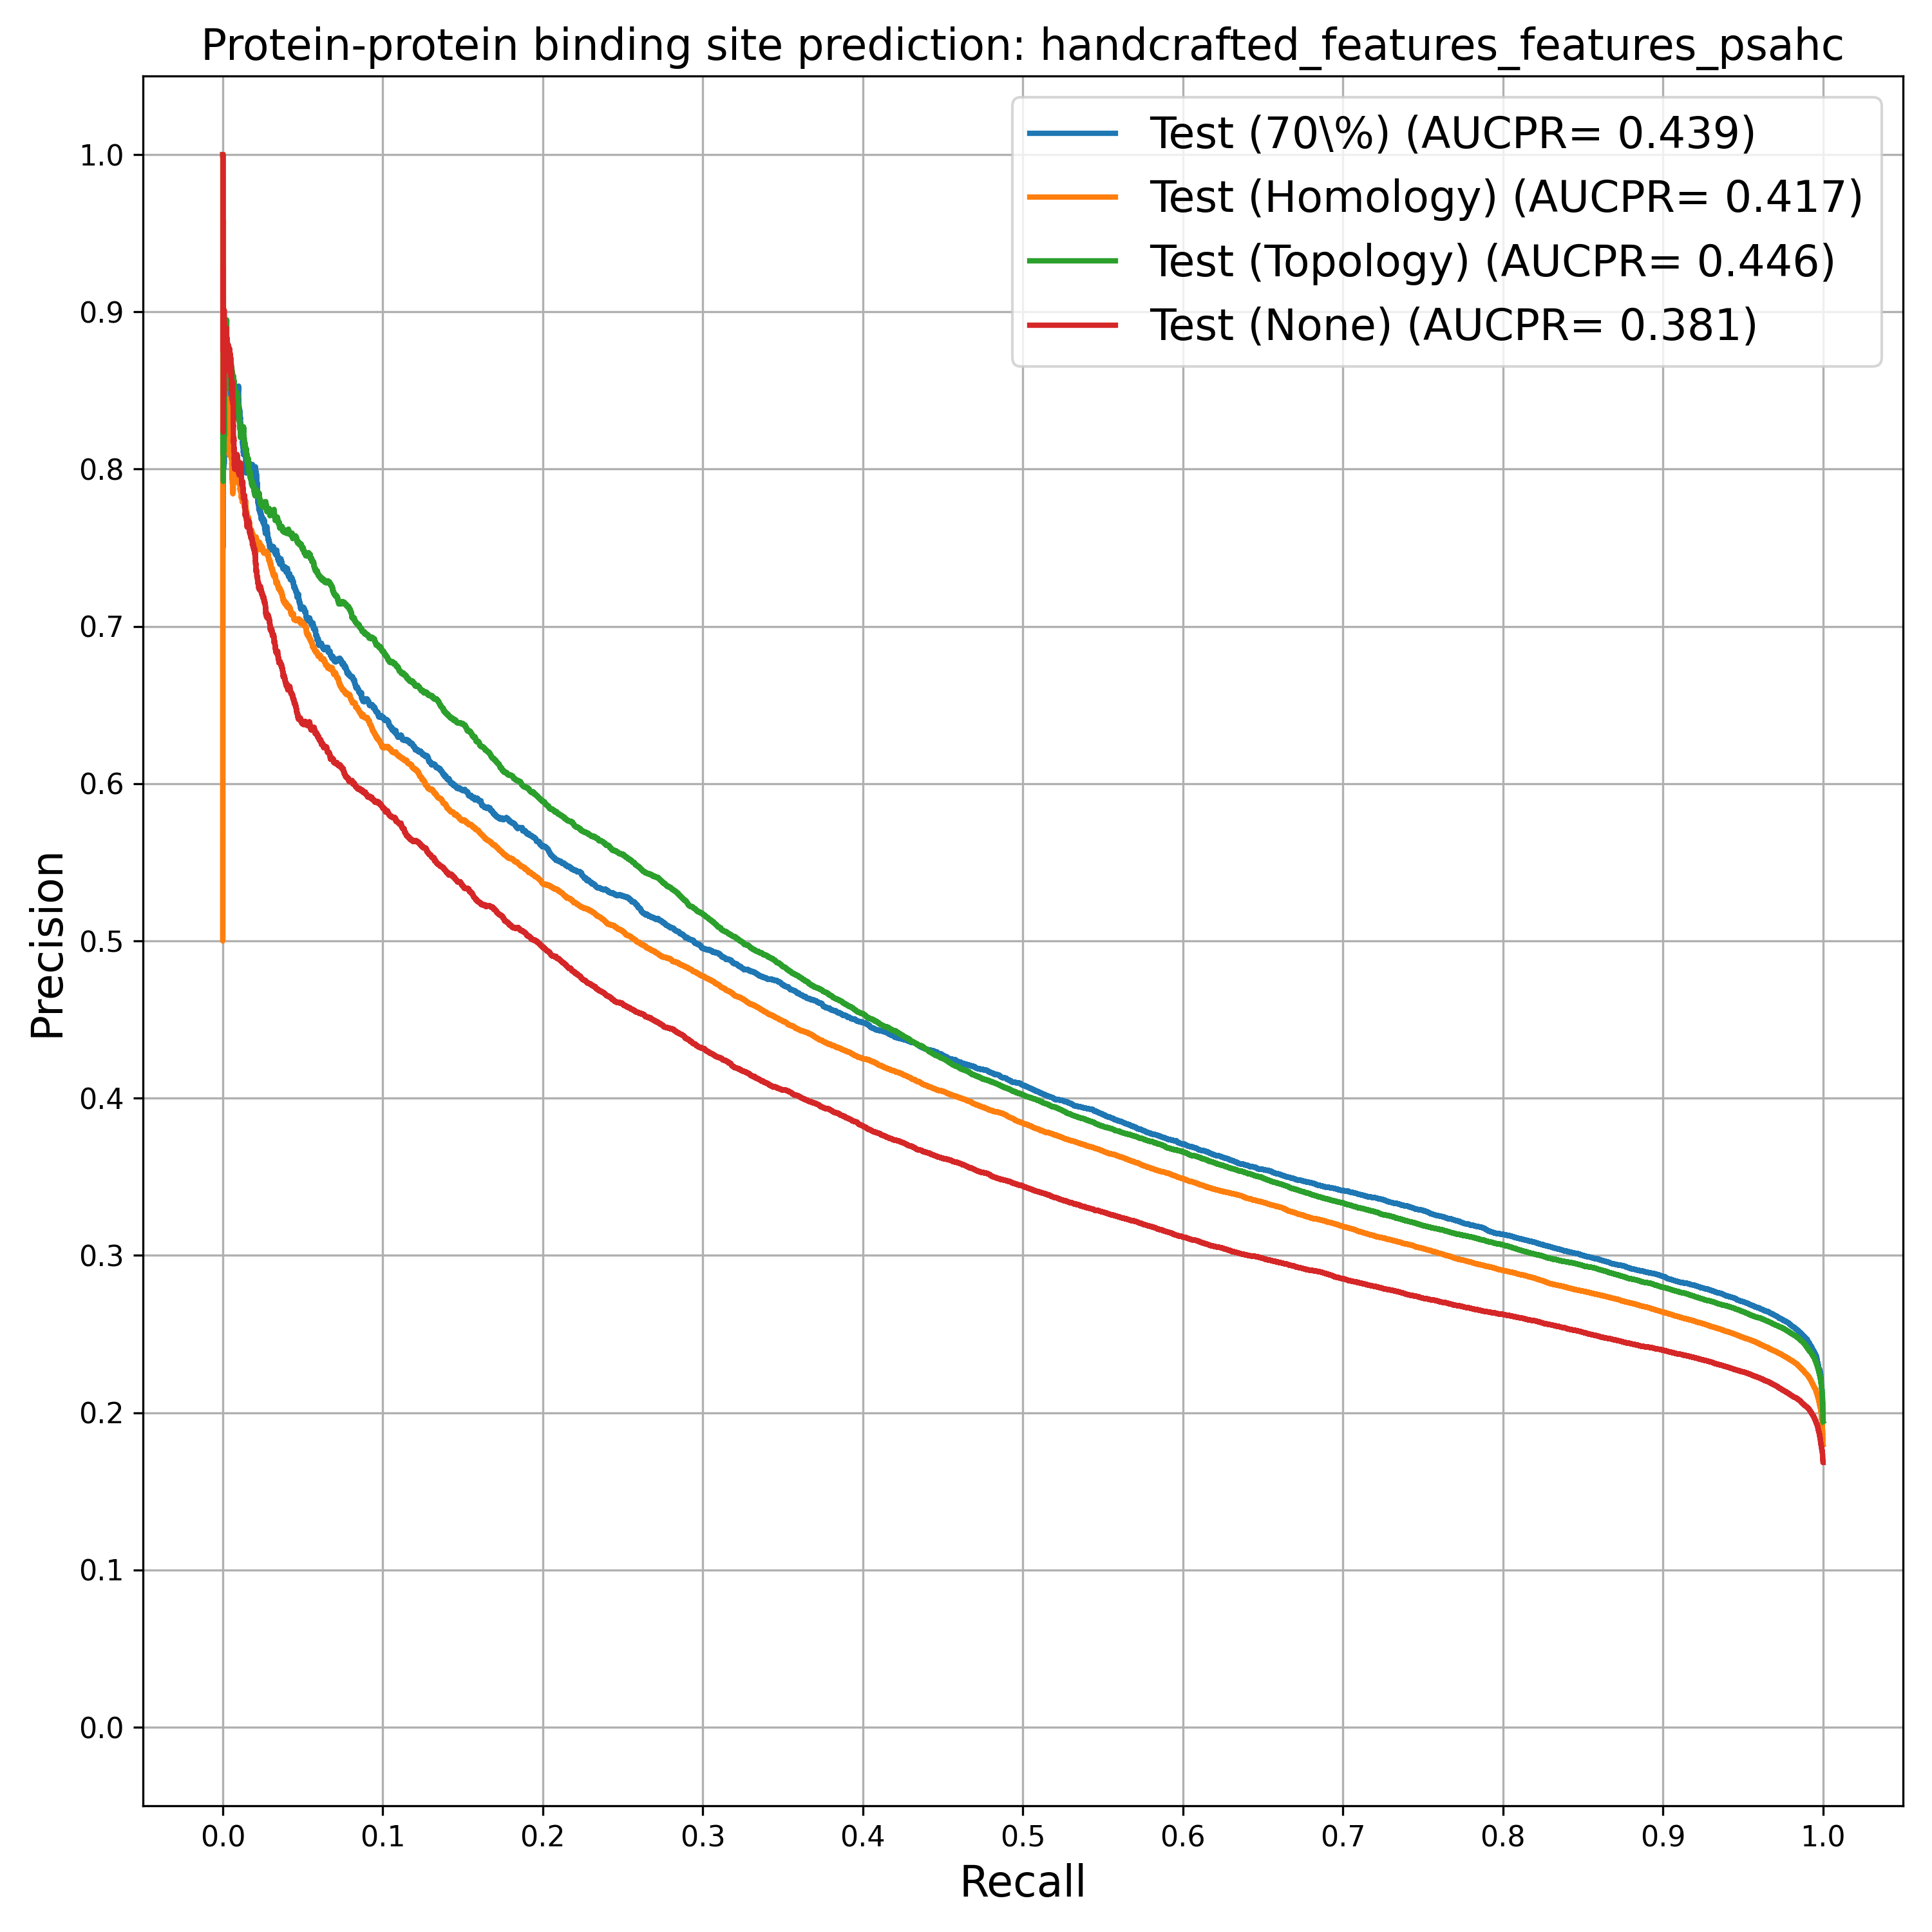 Protein-protein binding site prediction: handcrafted_features_features_psahc
Test (70\%) (AUCPR= 0.439)
Test (Homology) (AUCPR= 0.417)
Test (Topology) (AUCPR= 0.446)
Test (None) (AUCPR= 0.381)
1.0
0.9
0.8
0.7
0.6
0.5
0.4
0.3
0.2
0.1
0.0
Precision
0.0 0.1 0.2 0.3 0.4 0.5 0.6 0.7 0.8 0.9 1.0
Recall